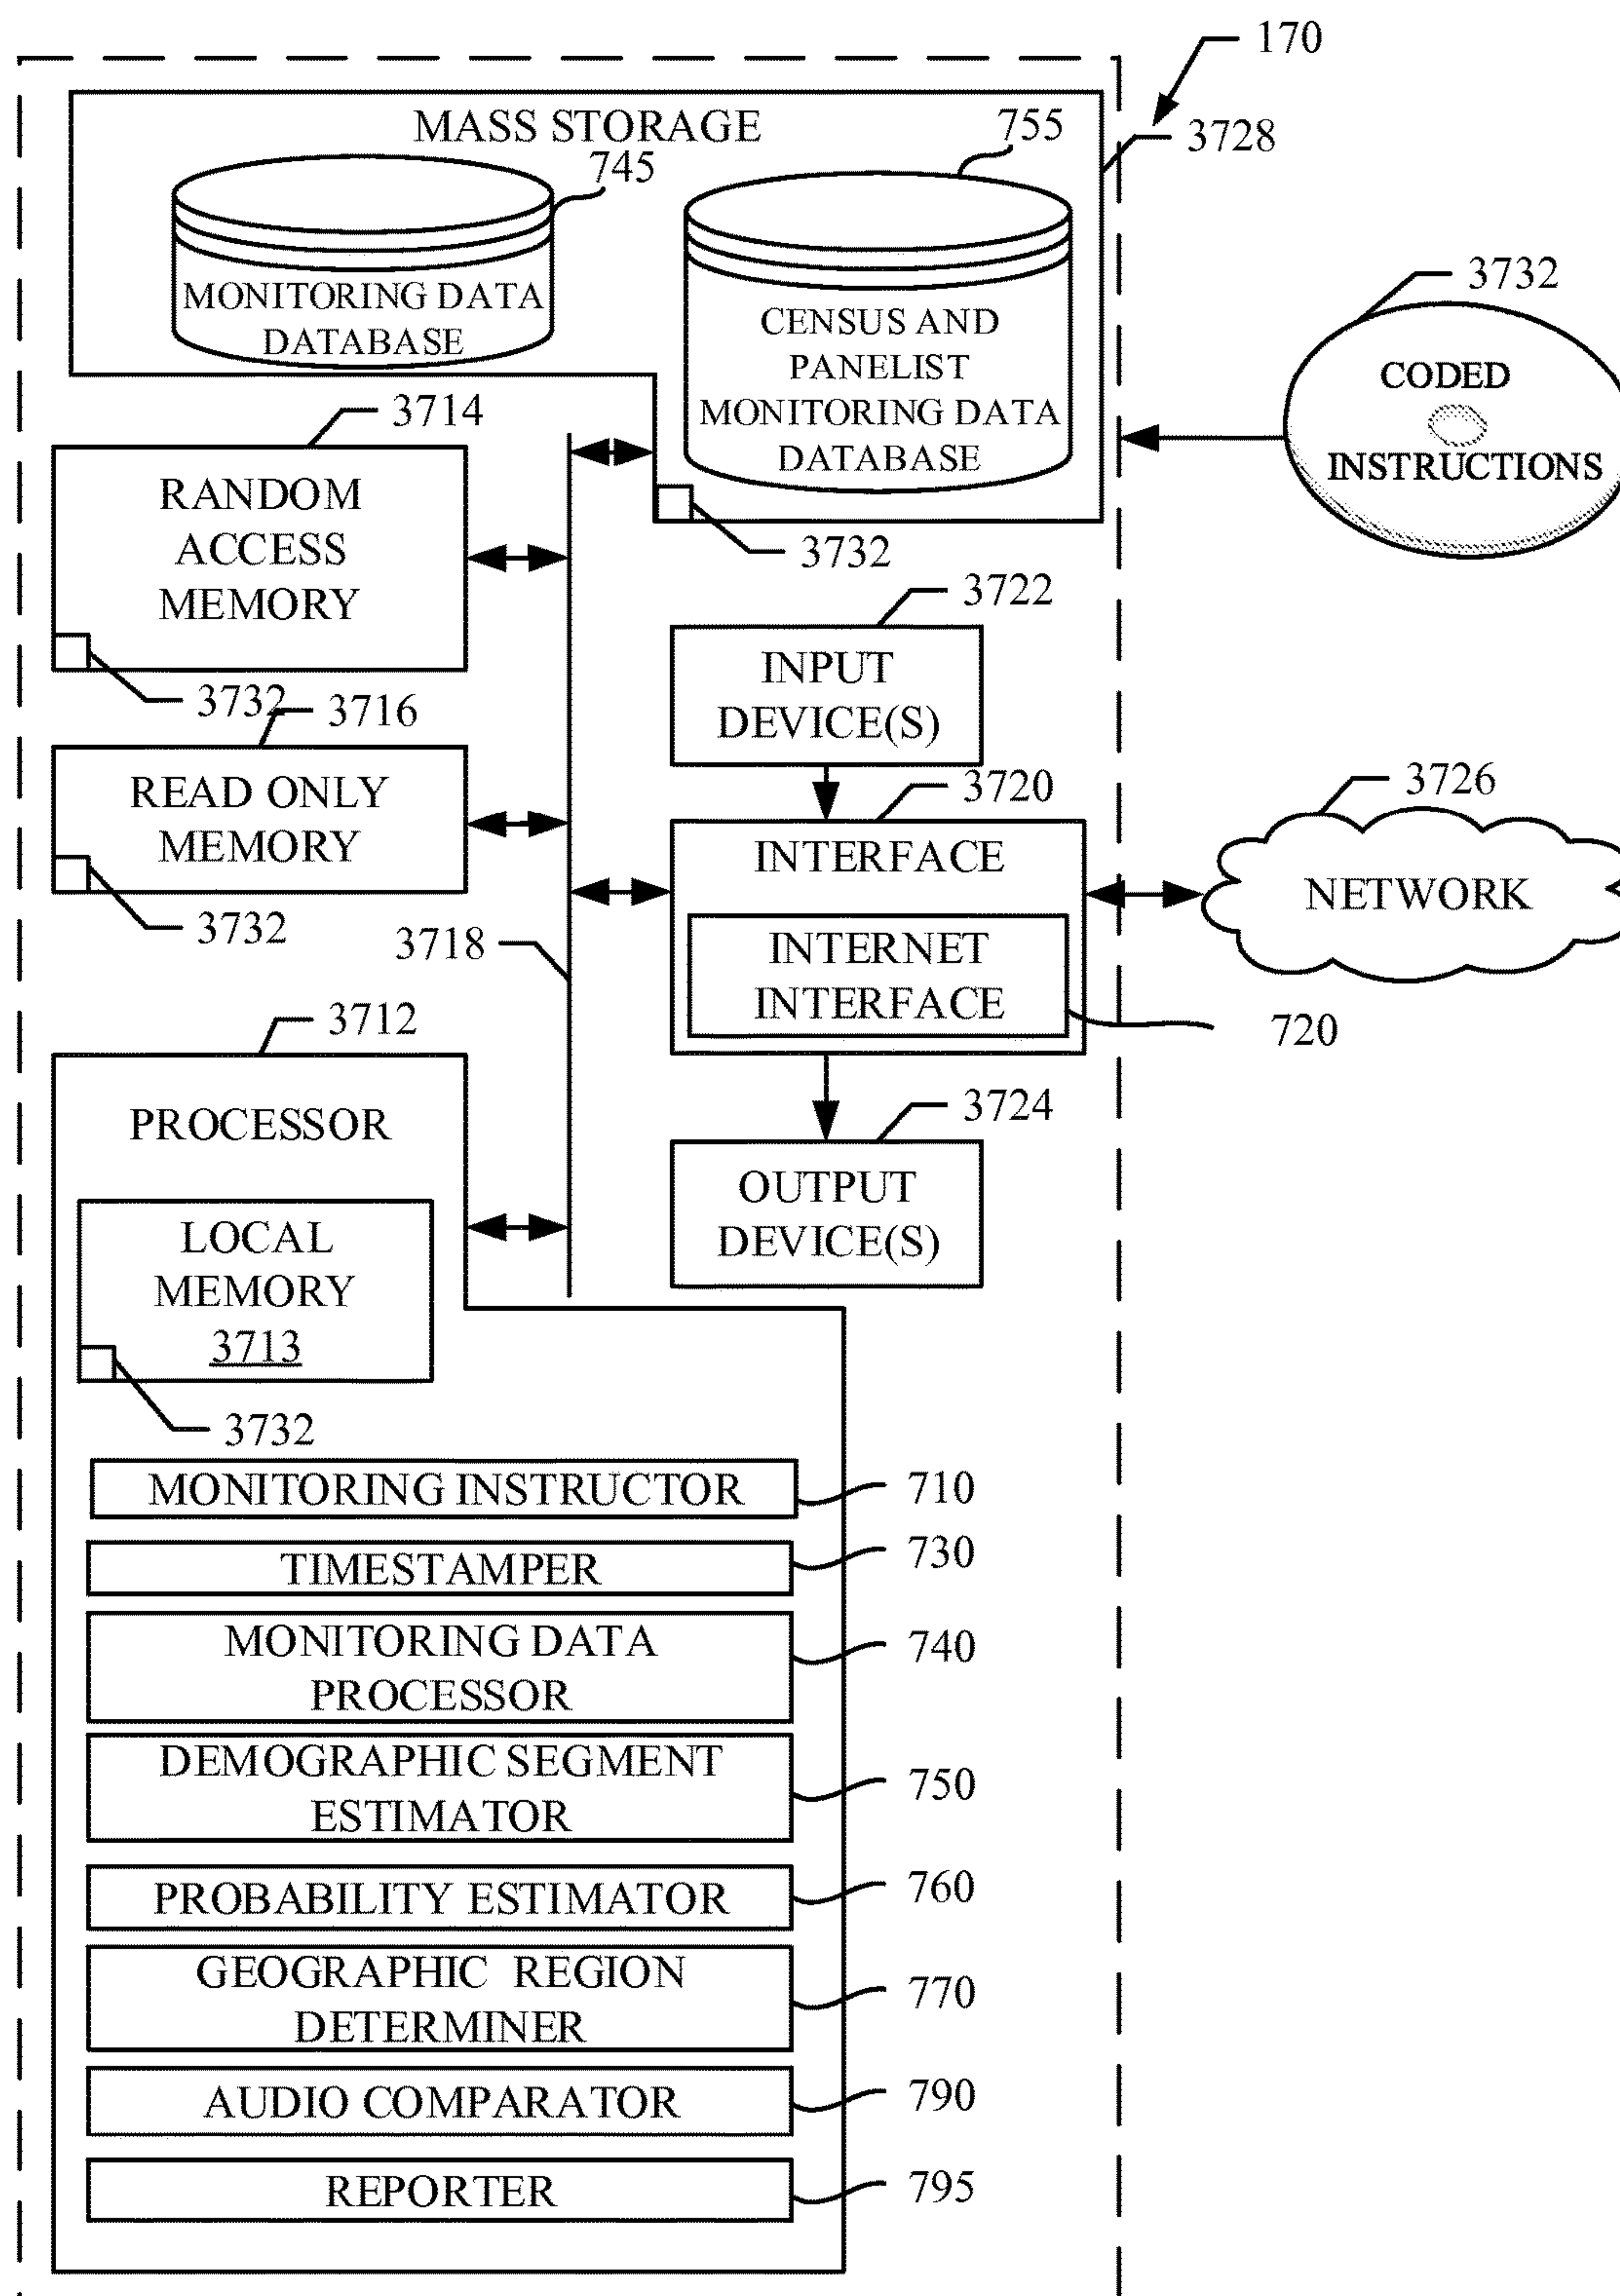 170
MASS STORAGE
755
3728
745
MONITORING DATA
DATABASE
CENSUS AND
PANELIST
MONITORING DATA
DATABASE
3732
CODED
INSTRUCTIONS
3714
RANDOM
ACCESS
MEMORY
3732
3732
3722
INPUT
DEVICE(S)
3716
READ ONLY
MEMORY
3732
3720
INTERFACE
INTERNET
INTERFACE
720
3726
NETWORK
3718
3712
PROCESSOR
3724
OUTPUT
DEVICE(S)
LOCAL
MEMORY
3713
3732
MONITORING INSTRUCTOR
710
TIMESTAMPER
730
MONITORING DATA
PROCESSOR
740
DEMOGRAPHIC SEGMENT
ESTIMATOR
750
PROBABILITY ESTIMATOR
760
GEOGRAPHIC REGION
DETERMINER
770
AUDIO COMPARATOR
790
REPORTER
795